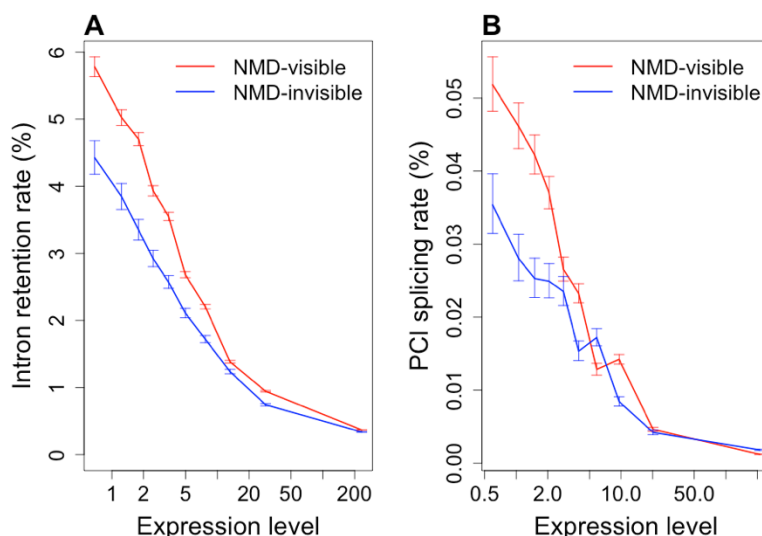 A
Intron retention rate (%)
6
5
4
3
2
1
0
NMD-visible
NMD-invisible
1 2 5 20 50 200
Expression level
B
PCI splicing rate (%)
0.05
0.04
0.03
0.02
0.01
0.00
NMD-visible
NMD-invisible
0.5 2.0 10.0 50.0
Expression level